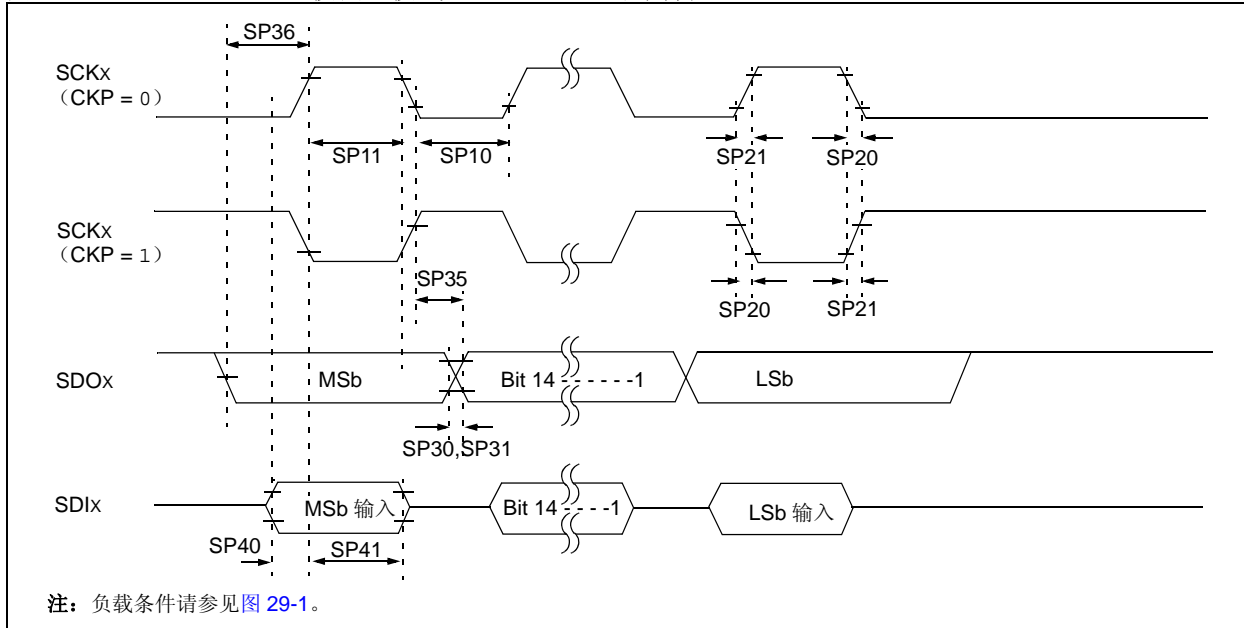 SP36
SCKx
（CKP = 0）
SP11
SP10
SP21
SP20
SCKx
（CKP = 1）
SP35
SP20
SP21
SDOx
MSb
Bit 14 - - - - - -1
LSb
SP30,SP31
SDIx
MSb 输入
Bit 14 - - - -1
LSb 输入
SP40
SP41
注：负载条件请参见图 29-1。